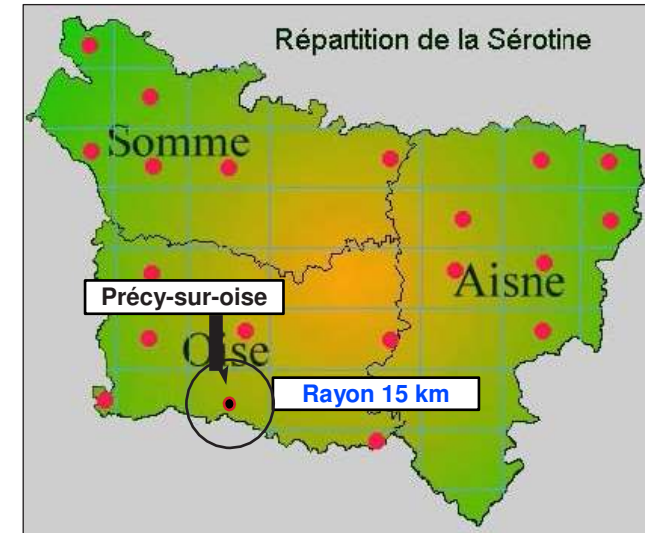 Répartition de la Sérotine
Somme
Aisne
Précy-sur-oise
Oise
Rayon 15 km